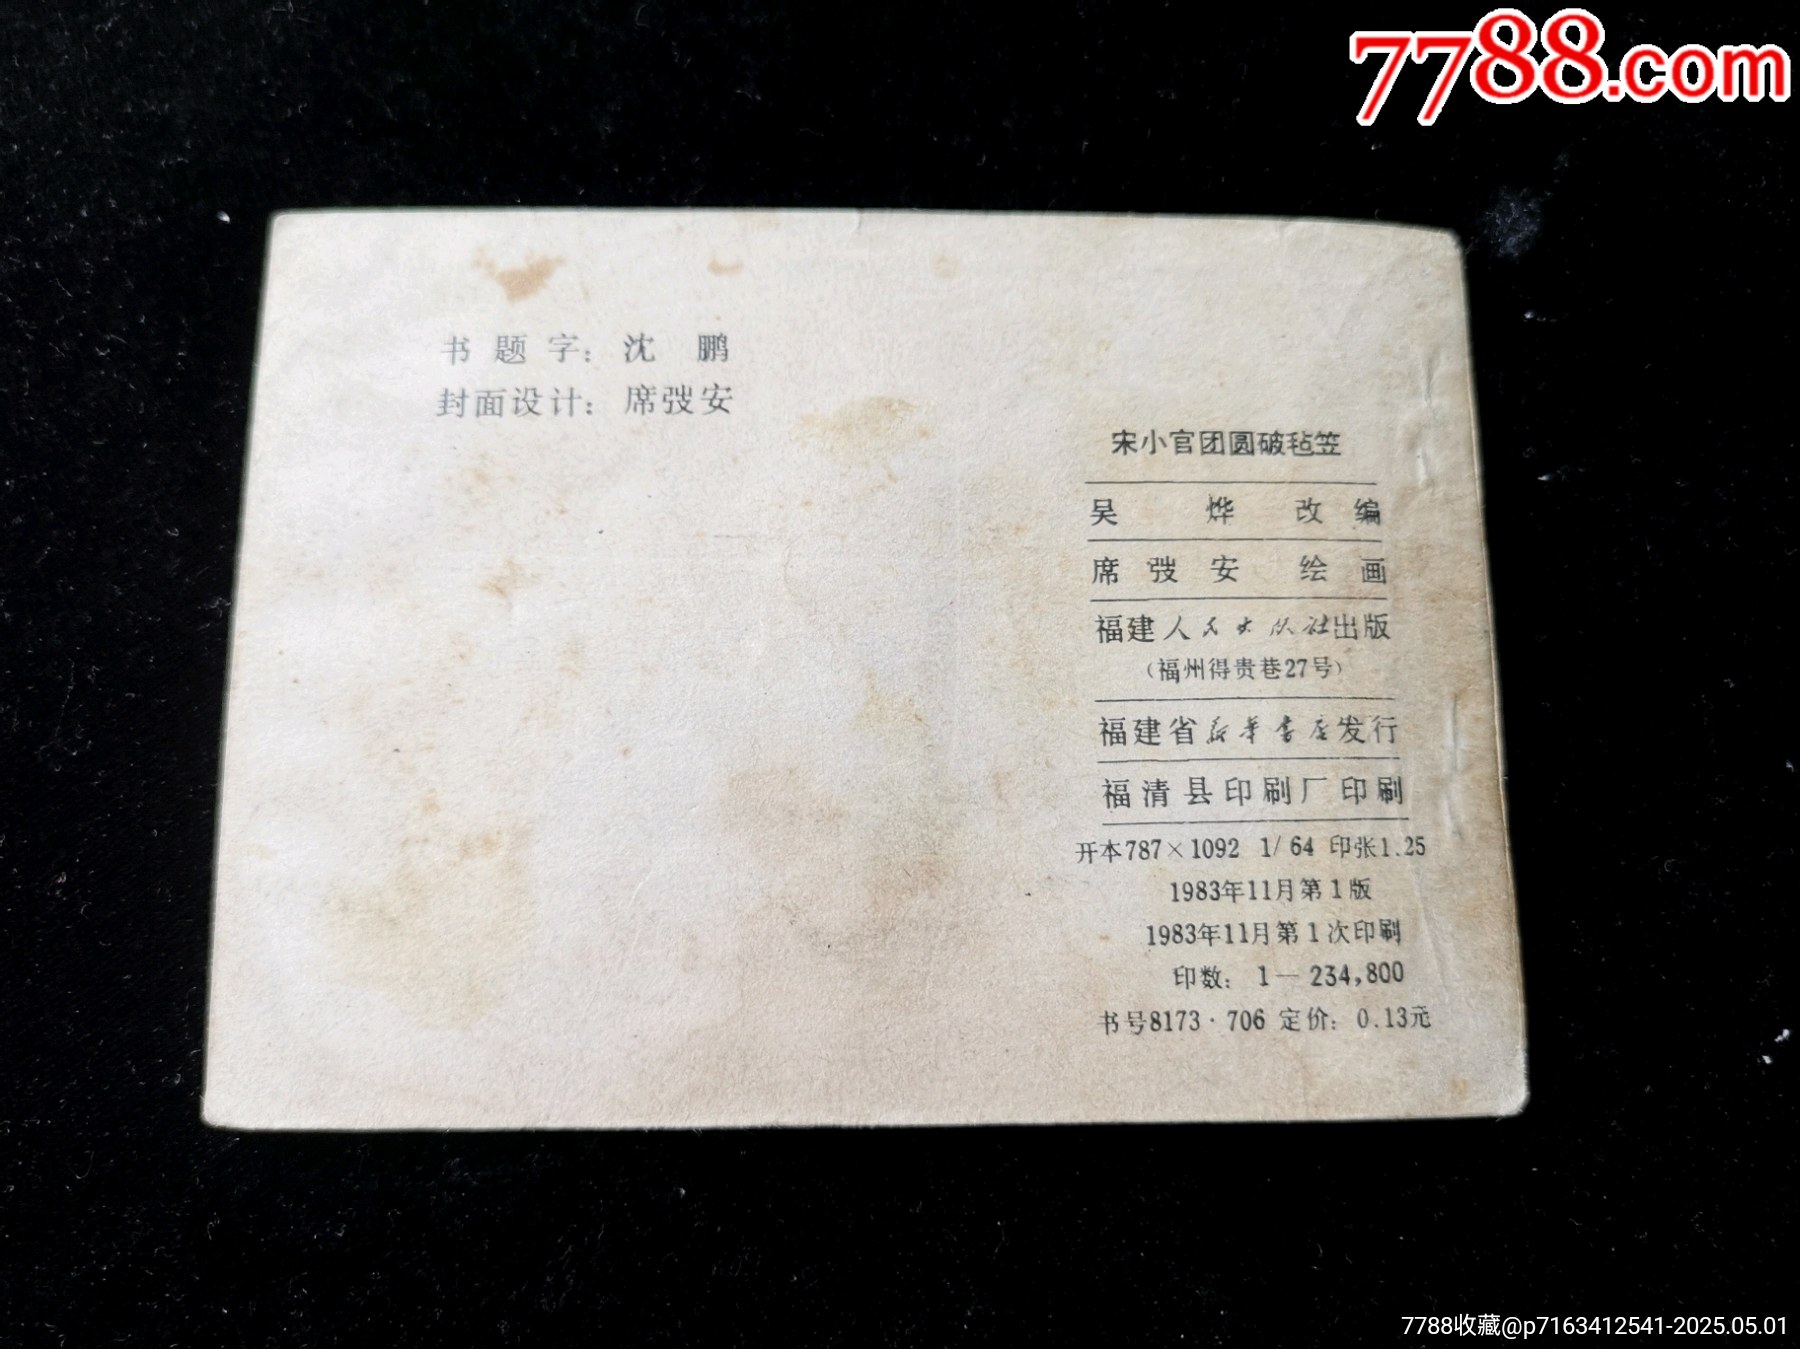 7788.com
书题字：沈鹏
封面设计：席弢安
宋小官团圆破毡笠
吴烨改编
席弢安绘画
福建人民出版社出版
（福州得贵巷27号）
福建省新华书店发行
福清县印刷厂印刷
开本787×1092 1/64 印张1.25
1983年11月第1版
1983年11月第1次印刷
印数：1—234,800
书号8173·706 定价：0.13元
7788收藏@p7163412541-2025.05.01